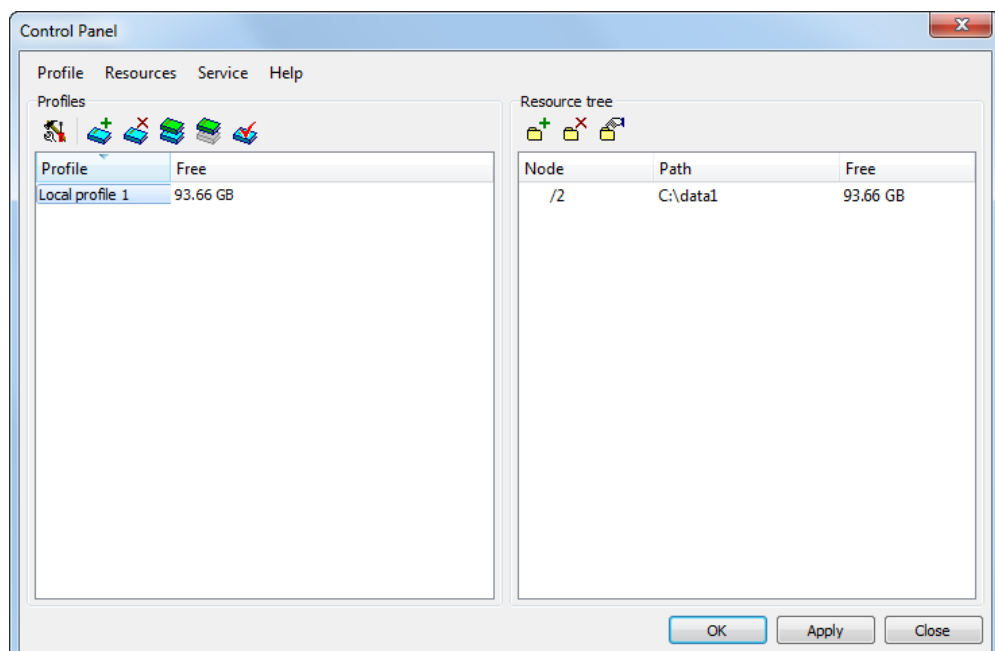 Control Panel
Profile Resources Service Help
Profiles
Profile Free
Local profile 1 93.66 GB
Resource tree
Node Path Free
/2 C:\data1 93.66 GB
OK Apply Close